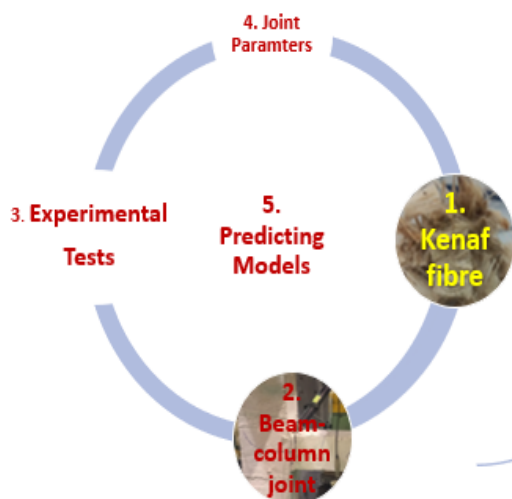 4. Joint
Paramters
3. Experimental
Tests
5.
Predicting
Models
1.
Kenaf
fibre
2.
Beam-
column
joint